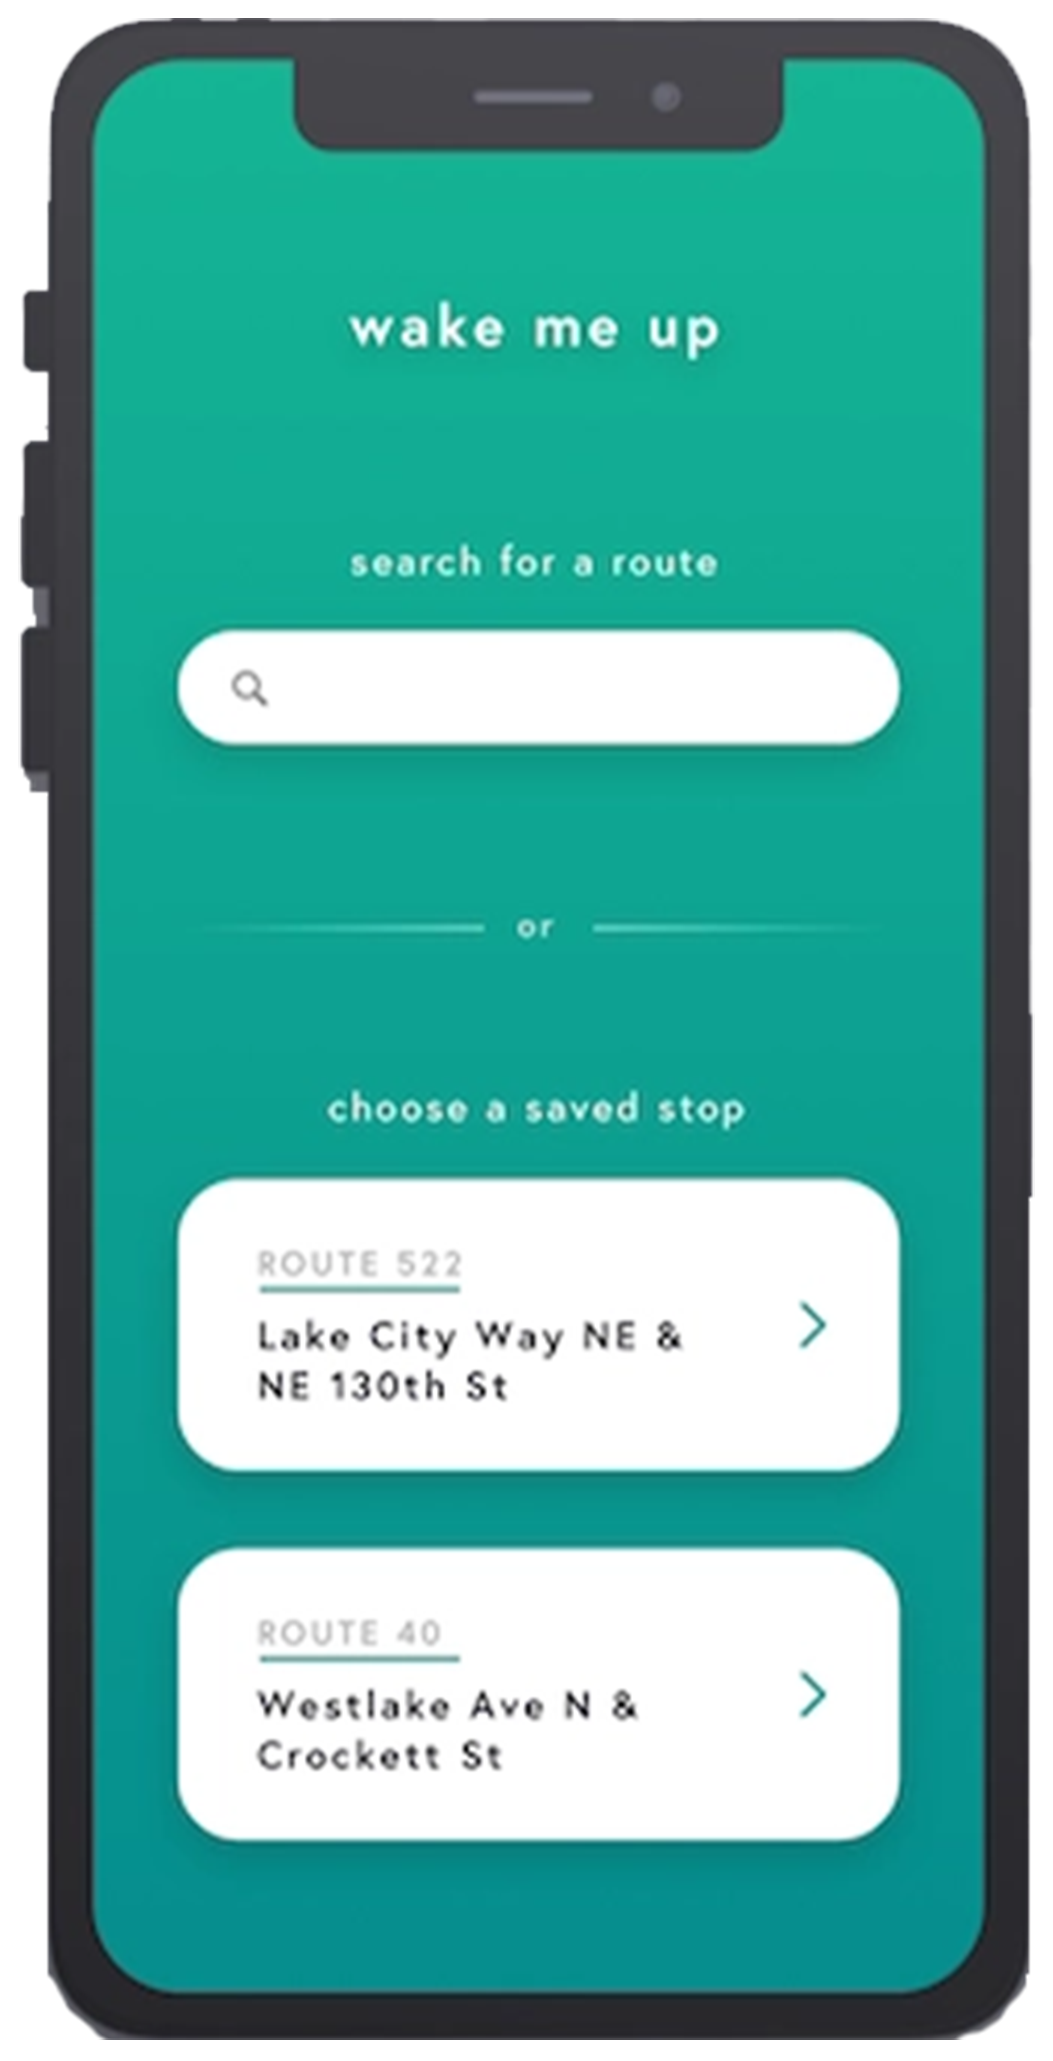 wake me up
search for a route
or
choose a saved stop
ROUTE 522
Lake City Way NE &
NE 130th St
ROUTE 40
Westlake Ave N &
Crockett St